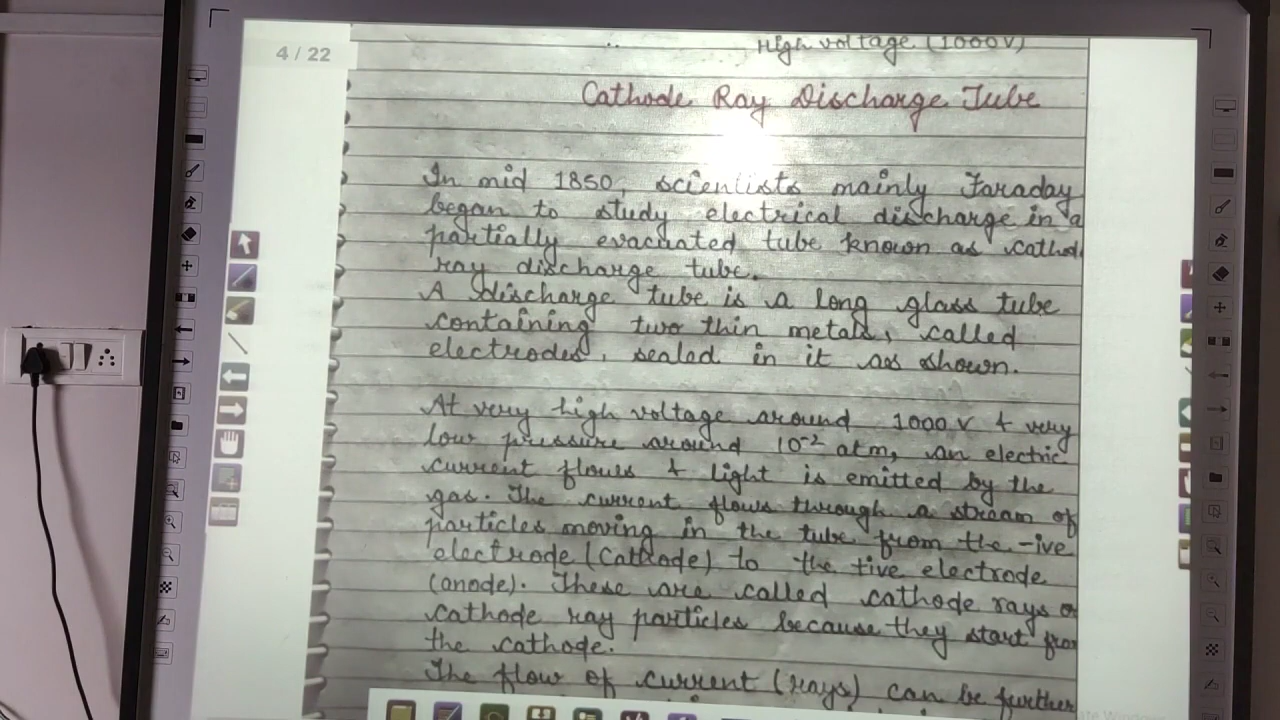 4 / 22
High voltage (1000V)
Cathode Ray Discharge Tube
In mid 1850, scientists mainly Faraday
began to study electrical discharge in a
partially evacuated tube known as cathod
ray discharge tube.
A discharge tube is a long glass tube
containing two thin metals, called
electrodes, sealed in it as shown.
At very high voltage around 1000 V & very
low pressure around 10⁻² atm, an electric
current flows & light is emitted by the
gas. The current flows through a stream of
particles moving in the tube from the -ive
electrode (Cathode) to the +ive electrode
(anode). These are called cathode rays o
cathode ray particles because they start from
the cathode.
The flow of current (rays) can be further